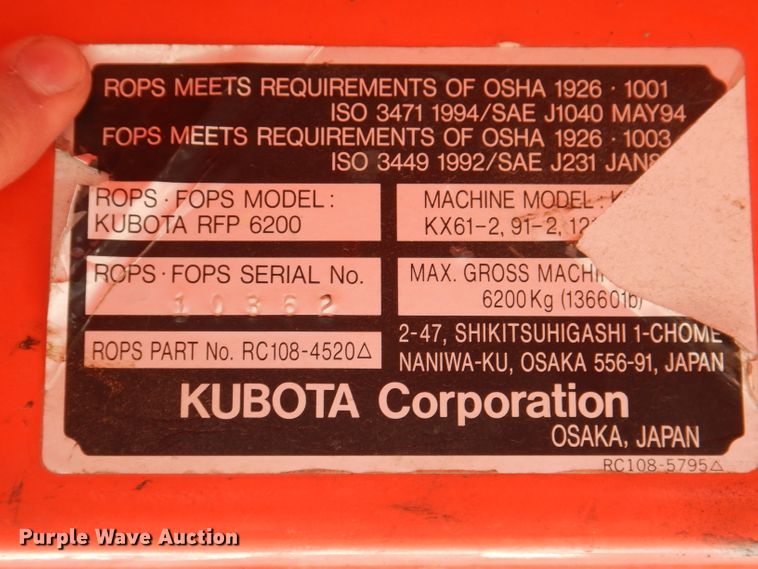 ROPS MEETS REQUIREMENTS OF OSHA 1926 · 1001
ISO 3471 1994/SAE J1040 MAY94
FOPS MEETS REQUIREMENTS OF OSHA 1926 · 1003
ISO 3449 1992/SAE J231
ROPS · FOPS MODEL :
KUBOTA RFP 6200
MACHINE MODEL :
KX61-2, 91-2,
ROPS · FOPS SERIAL No.
10362
MAX. GROSS
6200Kg (13660lb)
ROPS PART No. RC108-4520△
2-47, SHIKITSUHIGASHI 1-CHOME
NANIWA-KU, OSAKA 556-91, JAPAN
KUBOTA Corporation
OSAKA, JAPAN
RC108-5795△
Purple Wave Auction